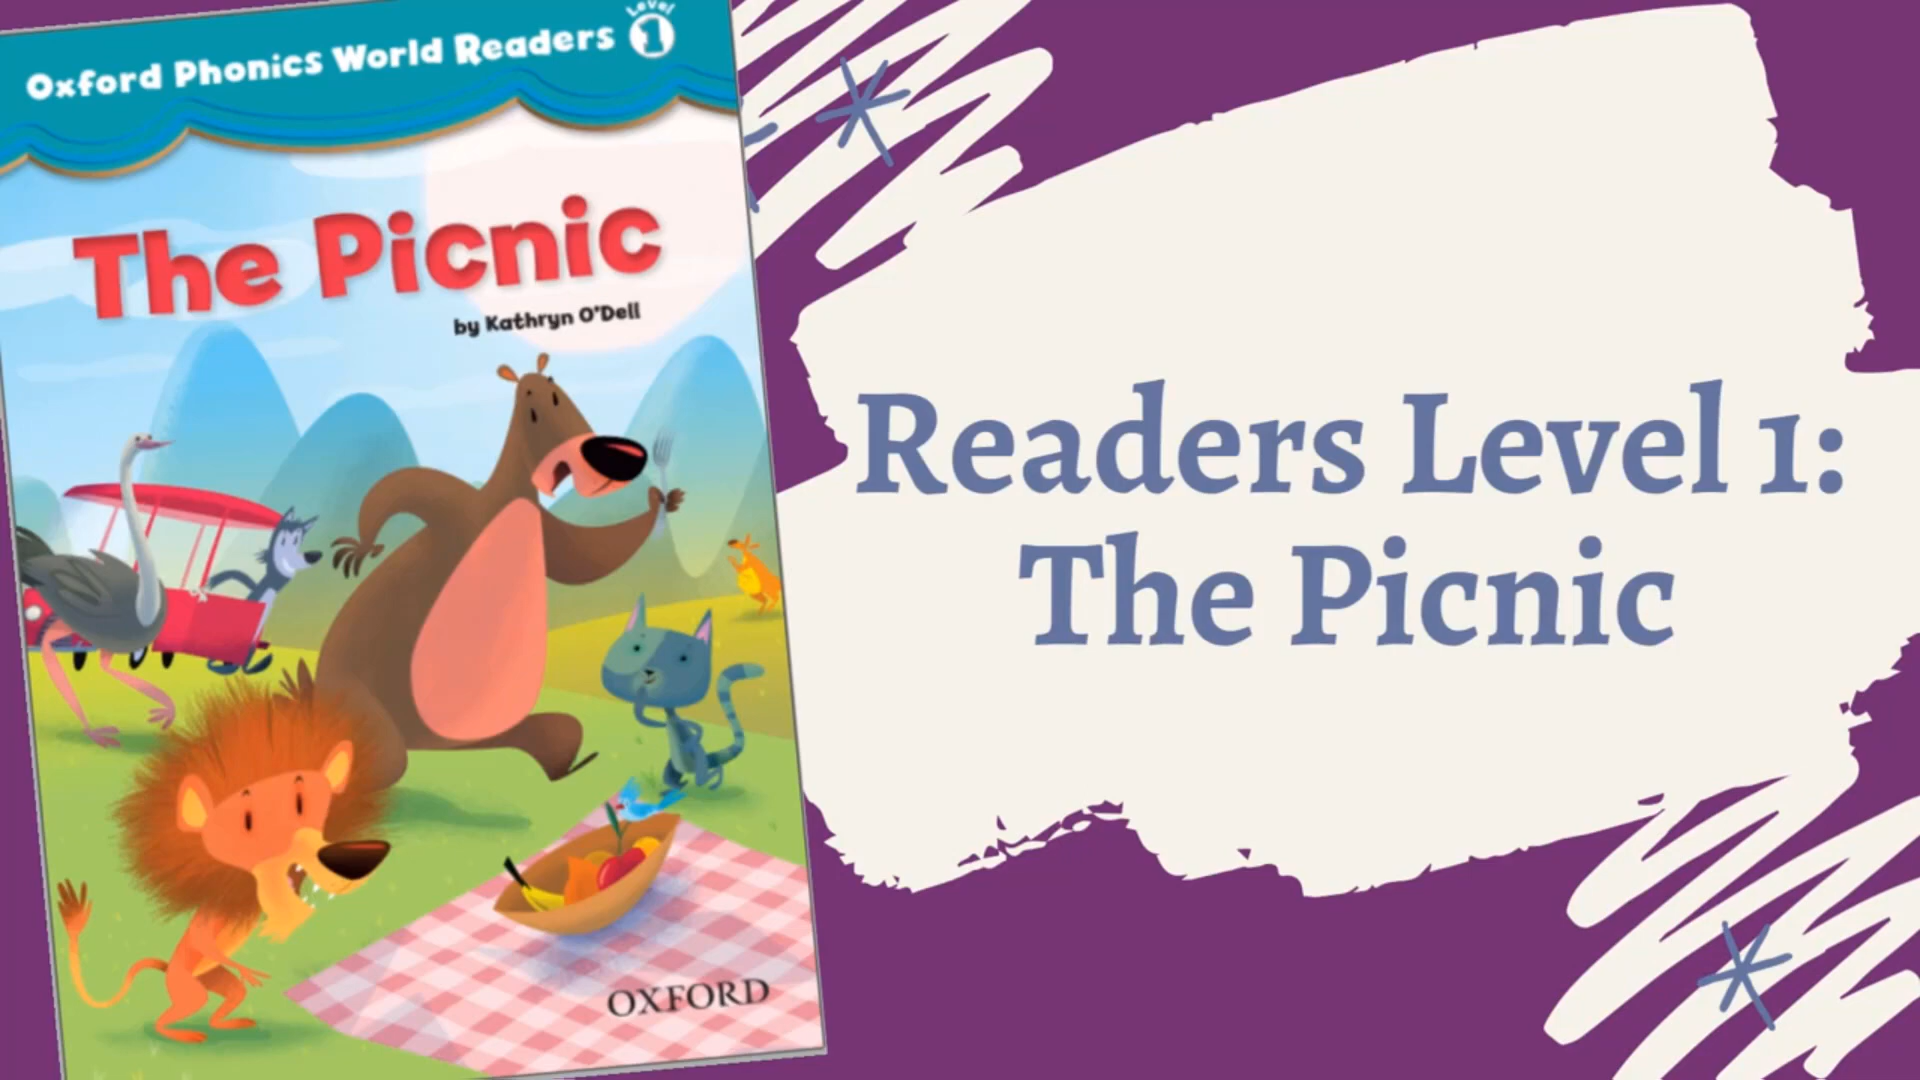 Oxford Phonics World Readers Level 1
The Picnic
by Kathryn O'Dell
OXFORD
Readers Level 1:
The Picnic